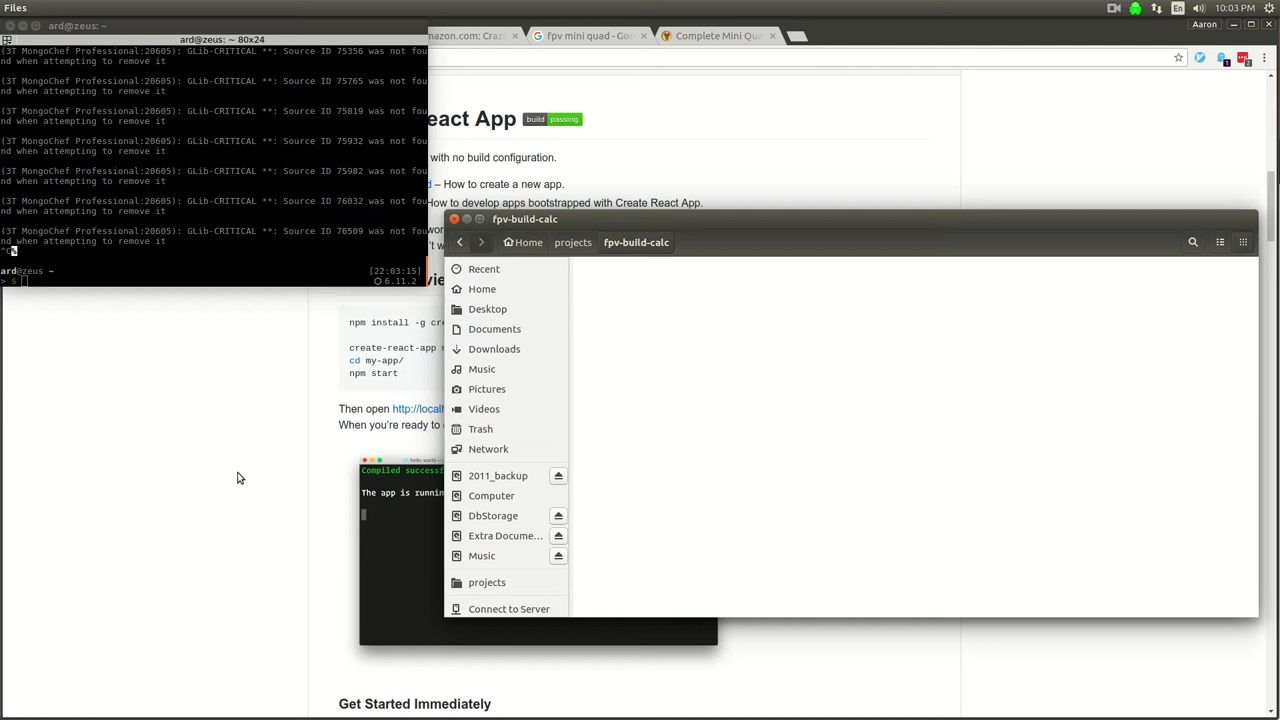 Files
En
10:03 PM
ard@zeus: ~
ard@zeus: ~ 80x24
(3T MongoChef Professional:20605): GLib-CRITICAL **: Source ID 75356 was not fou
nd when attempting to remove it
(3T MongoChef Professional:20605): GLib-CRITICAL **: Source ID 75765 was not fou
nd when attempting to remove it
(3T MongoChef Professional:20605): GLib-CRITICAL **: Source ID 75819 was not fou
nd when attempting to remove it
(3T MongoChef Professional:20605): GLib-CRITICAL **: Source ID 75932 was not fou
nd when attempting to remove it
(3T MongoChef Professional:20605): GLib-CRITICAL **: Source ID 75982 was not fou
nd when attempting to remove it
(3T MongoChef Professional:20605): GLib-CRITICAL **: Source ID 76032 was not fou
nd when attempting to remove it
(3T MongoChef Professional:20605): GLib-CRITICAL **: Source ID 76509 was not fou
nd when attempting to remove it
^C%
ard@zeus ~ [22:03:15]
> $ 6.11.2
mazon.com: Craz
fpv mini quad - Goo
Complete Mini Qua
Aaron
1
2
eact App
build passing
with no build configuration.
d – How to create a new app.
How to develop apps bootstrapped with Create React App.
npm install -g cre
create-react-app m
cd my-app/
npm start
Then open http://localh
When you're ready to
Compiled successf
The app is runnin
Get Started Immediately
fpv-build-calc
Home
projects
fpv-build-calc
Recent
Home
Desktop
Documents
Downloads
Music
Pictures
Videos
Trash
Network
2011_backup
Computer
DbStorage
Extra Docume...
Music
projects
Connect to Server